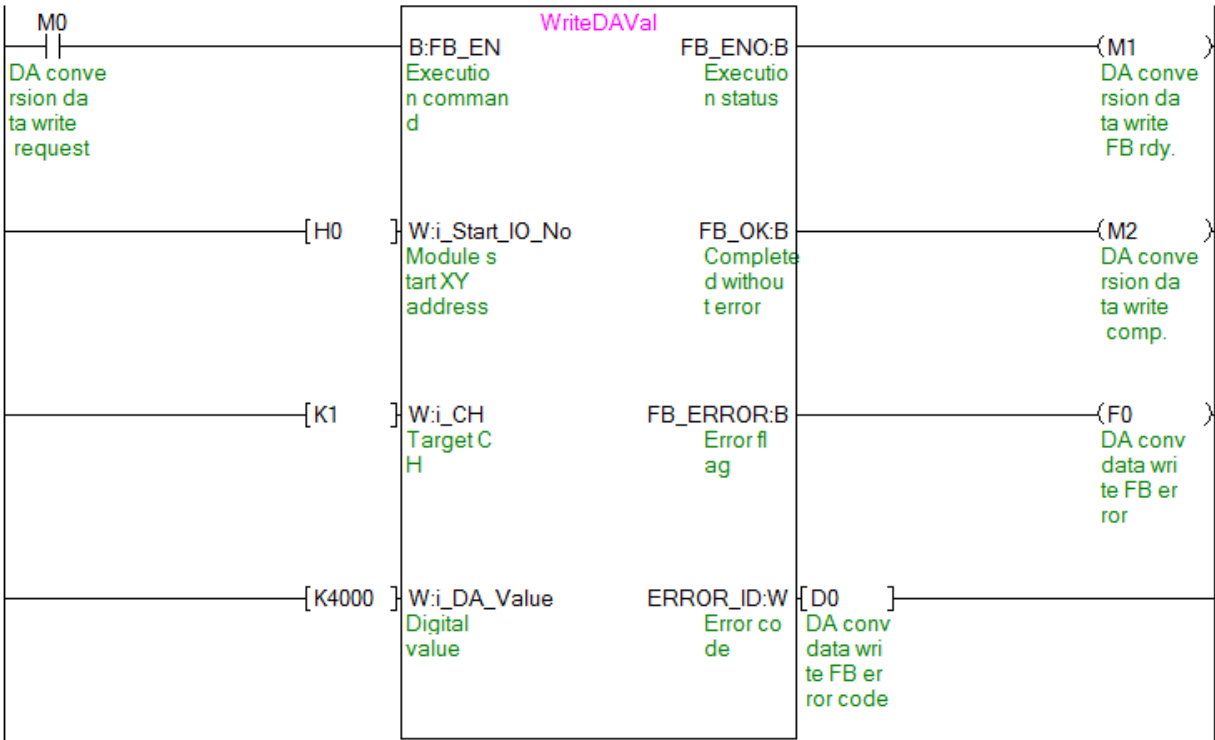 M0
DA conve
rsion da
ta write
request
WriteDAVal
B:FB_EN
Executio
n comman
d
FB_ENO:B
Executio
n status
M1
DA conve
rsion da
ta write
FB rdy.
H0
W:i_Start_IO_No
Module s
tart XY
address
FB_OK:B
Complete
d withou
t error
M2
DA conve
rsion da
ta write
comp.
K1
W:i_CH
Target C
H
FB_ERROR:B
Error fl
ag
F0
DA conv
data wri
te FB er
ror
K4000
W:i_DA_Value
Digital
value
ERROR_ID:W
Error co
de
D0
DA conv
data wri
te FB er
ror code